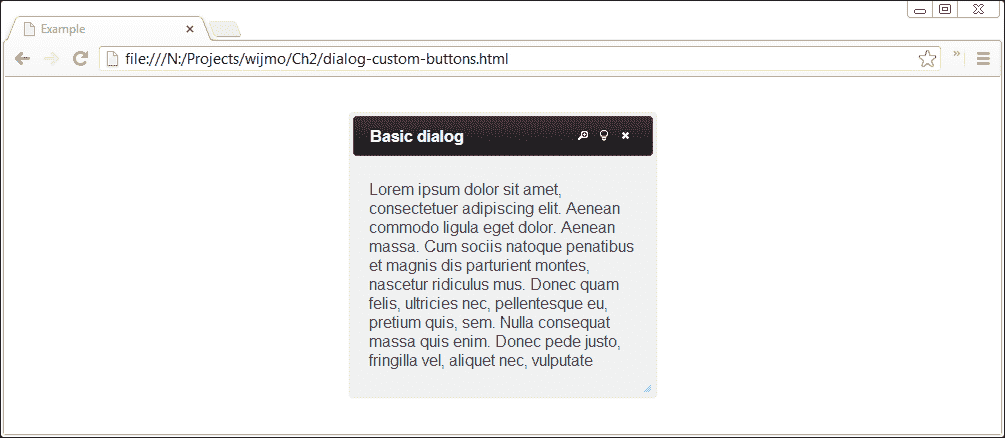 Example
file:///N:/Projects/wijmo/Ch2/dialog-custom-buttons.html
Basic dialog
Lorem ipsum dolor sit amet,
consectetuer adipiscing elit. Aenean
commodo ligula eget dolor. Aenean
massa. Cum sociis natoque penatibus
et magnis dis parturient montes,
nascetur ridiculus mus. Donec quam
felis, ultricies nec, pellentesque eu,
pretium quis, sem. Nulla consequat
massa quis enim. Donec pede justo,
fringilla vel, aliquet nec, vulputate